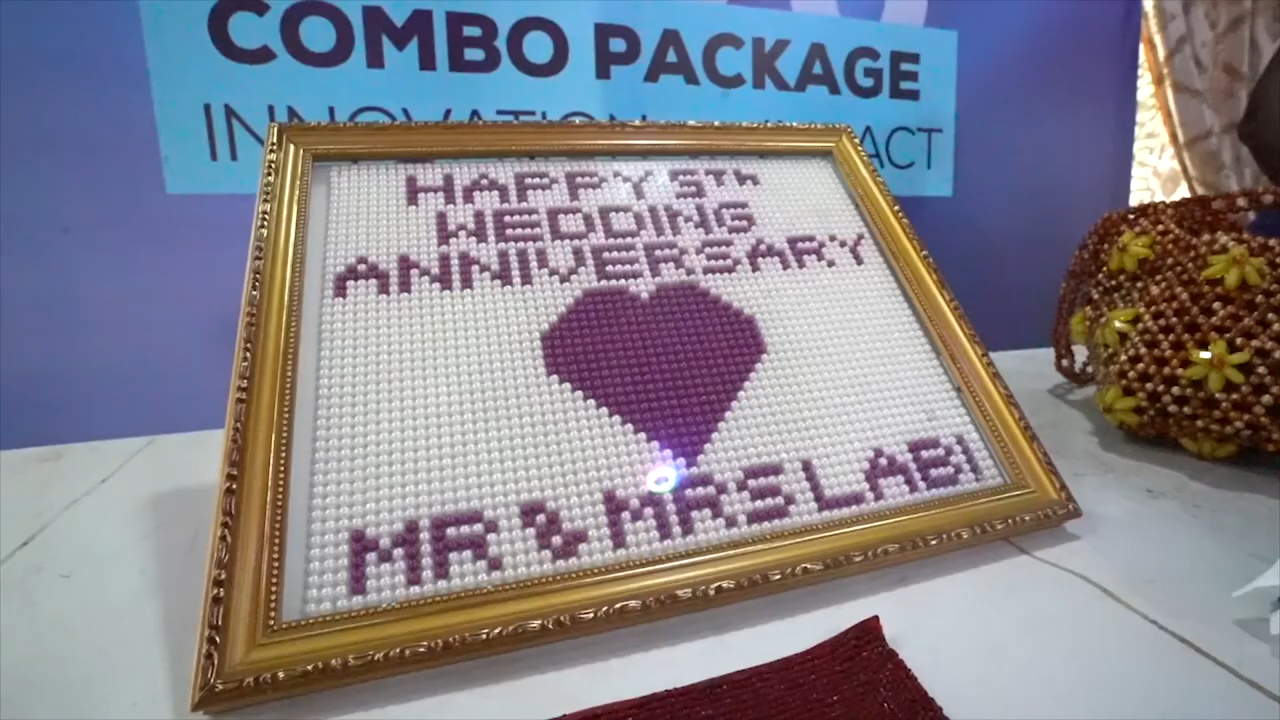 COMBO PACKAGE
HAPPY 5Th
WEDDING
ANNIVERSARY
MR & MRS LABI